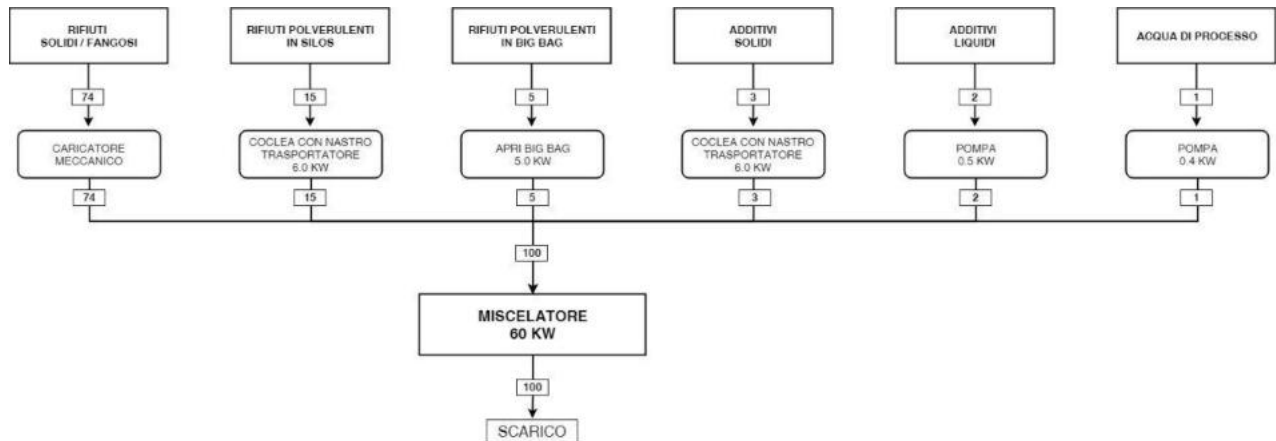 RIFIUTI
SOLIDI / FANGOSI
RIFIUTI POLVERULENTI
IN SILOS
RIFIUTI POLVERULENTI
IN BIG BAG
ADDITIVI
SOLIDI
ADDITIVI
LIQUIDI
ACQUA DI PROCESSO
74
15
5
3
2
1
CARICATORE
MECCANICO
COCLEA CON NASTRO
TRASPORTATORE
6.0 KW
APRI BIG BAG
5.0 KW
COCLEA CON NASTRO
TRASPORTATORE
6.0 KW
POMPA
0.5 KW
POMPA
0.4 KW
74
15
5
3
2
1
100
MISCELATORE
60 KW
100
SCARICO